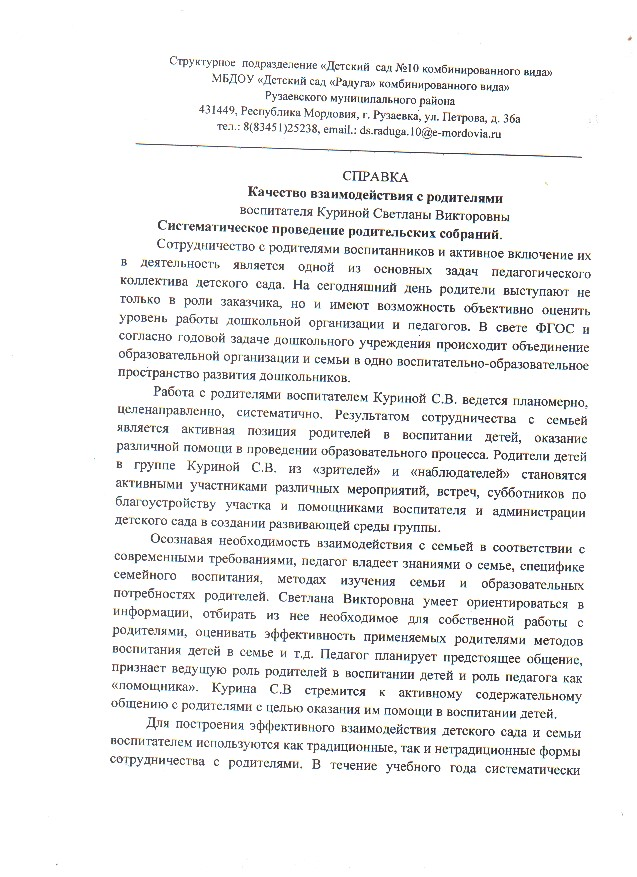 Структурное подразделение «Детский сад №10 комбинированного вида»
МБДОУ «Детский сад «Радуга» комбинированного вида»
Рузаевского муниципального района
431449, Республика Мордовия, г. Рузаевка, ул. Петрова, д. 36а
тел.: 8(83451)25238, email.: ds.raduga.10@e-mordovia.ru
СПРАВКА
Качество взаимодействия с родителями
воспитателя Куриной Светланы Викторовны
Систематическое проведение родительских собраний.
Сотрудничество с родителями воспитанников и активное включение их
в деятельность является одной из основных задач педагогического
коллектива детского сада. На сегодняшний день родители выступают не
только в роли заказчика, но и имеют возможность объективно оценить
уровень работы дошкольной организации и педагогов. В свете ФГОС и
согласно годовой задаче дошкольного учреждения происходит объединение
образовательной организации и семьи в одно воспитательно-образовательное
пространство развития дошкольников.
Работа с родителями воспитателем Куриной С.В. ведется планомерно,
целенаправленно, систематично. Результатом сотрудничества с семьей
является активная позиция родителей в воспитании детей, оказание
различной помощи в проведении образовательного процесса. Родители детей
в группе Куриной С.В. из «зрителей» и «наблюдателей» становятся
активными участниками различных мероприятий, встреч, субботников по
благоустройству участка и помощниками воспитателя и администрации
детского сада в создании развивающей среды группы.
Осознавая необходимость взаимодействия с семьей в соответствии с
современными требованиями, педагог владеет знаниями о семье, специфике
семейного воспитания, методах изучения семьи и образовательных
потребностях родителей. Светлана Викторовна умеет ориентироваться в
информации, отбирать из нее необходимое для собственной работы с
родителями, оценивать эффективность применяемых родителями методов
воспитания детей в семье и т.д. Педагог планирует предстоящее общение,
признает ведущую роль родителей в воспитании детей и роль педагога как
«помощника». Курина С.В стремится к активному содержательному
общению с родителями с целью оказания им помощи в воспитании детей.
Для построения эффективного взаимодействия детского сада и семьи
воспитателем используются как традиционные, так и нетрадиционные формы
сотрудничества с родителями. В течение учебного года систематически